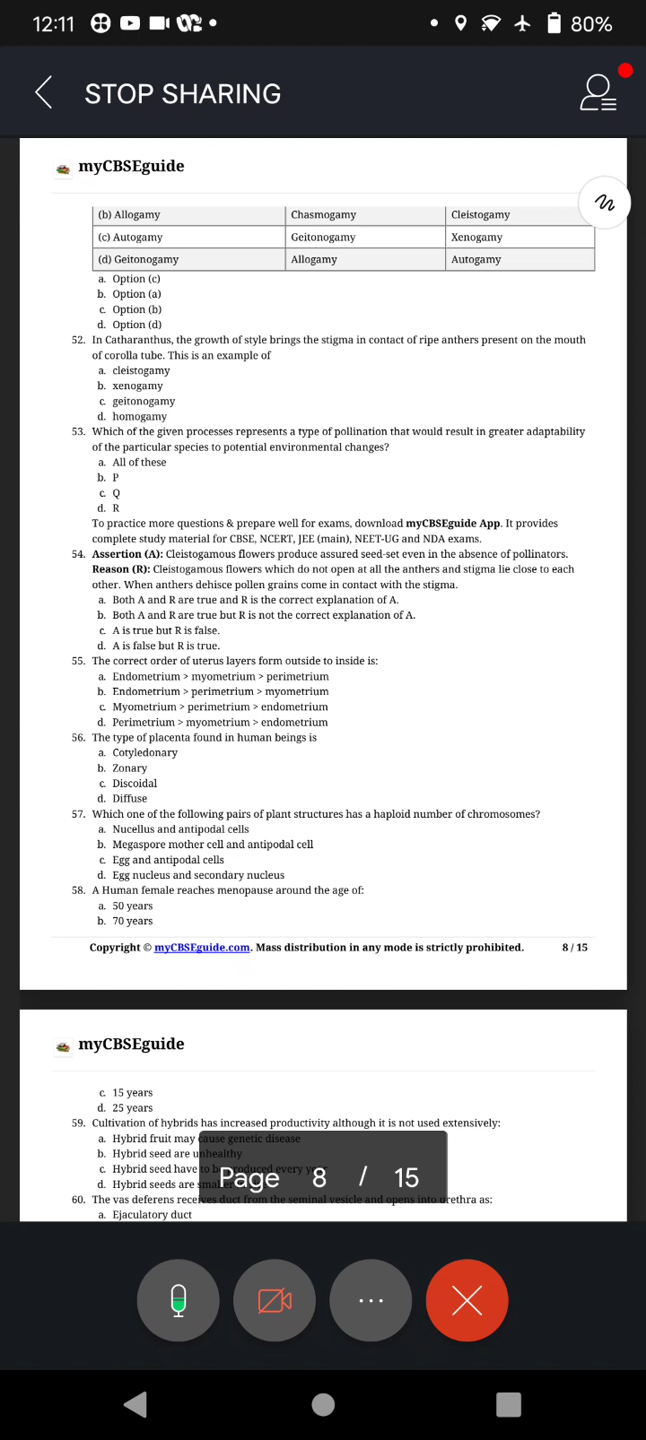 12:11
80%
STOP SHARING
myCBSEguide
(b) Allogamy Chasmogamy Cleistogamy
(c) Autogamy Geitonogamy Xenogamy
(d) Geitonogamy Allogamy Autogamy
a. Option (c)
b. Option (a)
c. Option (b)
d. Option (d)
52. In Catharanthus, the growth of style brings the stigma in contact of ripe anthers present on the mouth
of corolla tube. This is an example of
a. cleistogamy
b. xenogamy
c. geitonogamy
d. homogamy
53. Which of the given processes represents a type of pollination that would result in greater adaptability
of the particular species to potential environmental changes?
a. All of these
b. P
c. Q
d. R
To practice more questions & prepare well for exams, download myCBSEguide App. It provides
complete study material for CBSE, NCERT, JEE (main), NEET-UG and NDA exams.
54. Assertion (A): Cleistogamous flowers produce assured seed-set even in the absence of pollinators.
Reason (R): Cleistogamous flowers which do not open at all the anthers and stigma lie close to each
other. When anthers dehisce pollen grains come in contact with the stigma.
a. Both A and R are true and R is the correct explanation of A.
b. Both A and R are true but R is not the correct explanation of A.
c. A is true but R is false.
d. A is false but R is true.
55. The correct order of uterus layers form outside to inside is:
a. Endometrium > myometrium > perimetrium
b. Endometrium > perimetrium > myometrium
c. Myometrium > perimetrium > endometrium
d. Perimetrium > myometrium > endometrium
56. The type of placenta found in human beings is
a. Cotyledonary
b. Zonary
c. Discoidal
d. Diffuse
57. Which one of the following pairs of plant structures has a haploid number of chromosomes?
a. Nucellus and antipodal cells
b. Megaspore mother cell and antipodal cell
c. Egg and antipodal cells
d. Egg nucleus and secondary nucleus
58. A Human female reaches menopause around the age of:
a. 50 years
b. 70 years
Copyright © myCBSEguide.com. Mass distribution in any mode is strictly prohibited. 8 / 15
myCBSEguide
c. 15 years
d. 25 years
59. Cultivation of hybrids has increased productivity although it is not used extensively:
a. Hybrid fruit may cause genetic disease
b. Hybrid seed are unhealthy
c. Hybrid seed have to be produced every year
d. Hybrid seeds are smaller
Page 8 / 15
60. The vas deferens receives duct from the seminal vesicle and opens into urethra as:
a. Ejaculatory duct